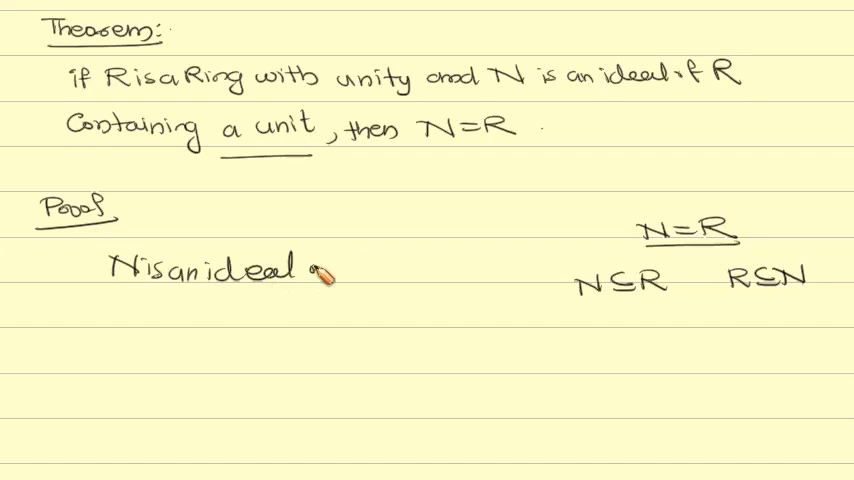 Theorem:
if R is a Ring with unity and N is an ideal of R
Containing a unit, then N=R
Proof
N=R
N is an ideal o
N⊆R R⊆N